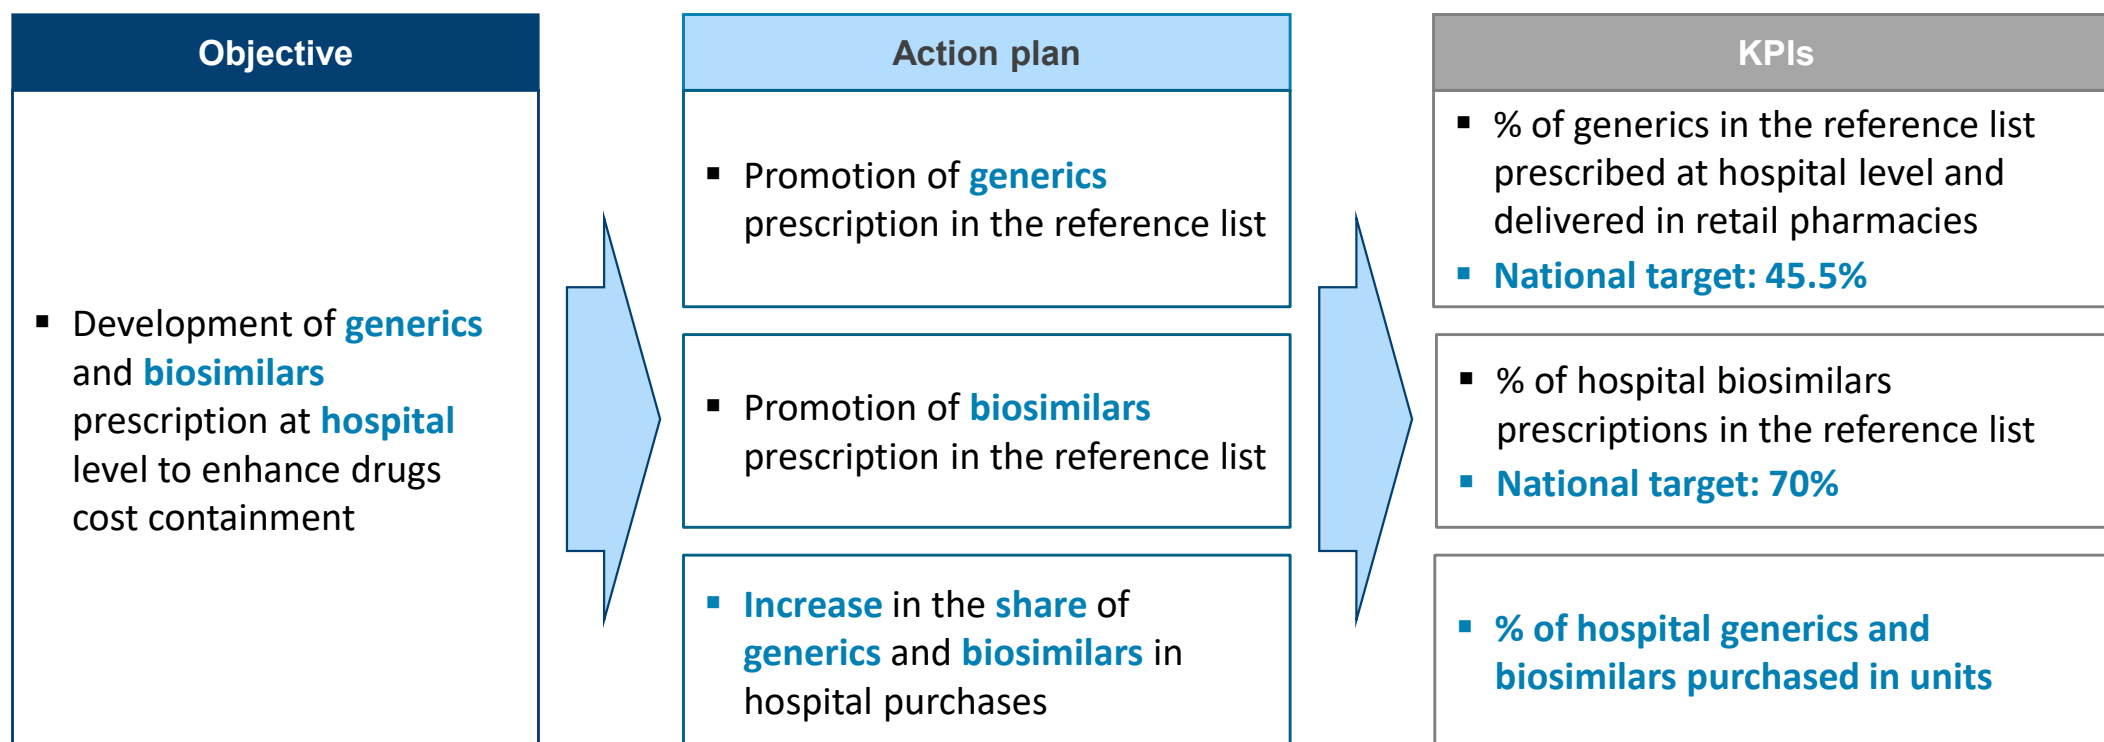 Objective
▪ Development of generics
and biosimilars
prescription at hospital
level to enhance drugs
cost containment
Action plan
▪ Promotion of generics
prescription in the reference list
▪ Promotion of biosimilars
prescription in the reference list
▪ Increase in the share of
generics and biosimilars in
hospital purchases
KPIs
▪ % of generics in the reference list
prescribed at hospital level and
delivered in retail pharmacies
▪ National target: 45.5%
▪ % of hospital biosimilars
prescriptions in the reference list
▪ National target: 70%
▪ % of hospital generics and
biosimilars purchased in units